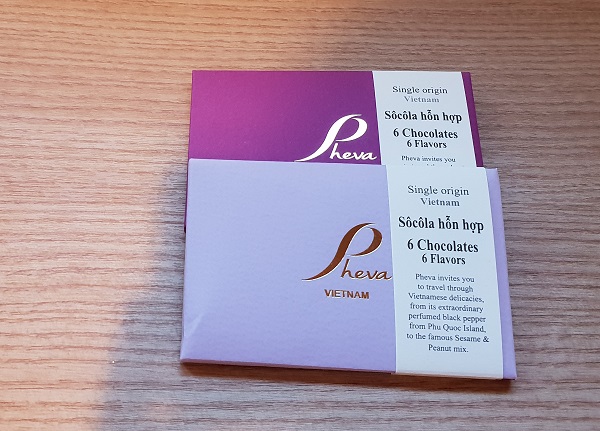 Pheva
Single origin
Vietnam
Sôcôla hỗn hợp
6 Chocolates
6 Flavors
Pheva invites you
Pheva
VIETNAM
Single origin
Vietnam
Sôcôla hỗn hợp
6 Chocolates
6 Flavors
Pheva invites you
to travel through
Vietnamese delicacies,
from its extraordinary
perfumed black pepper
from Phu Quoc Island,
to the famous Sesame &
Peanut mix.